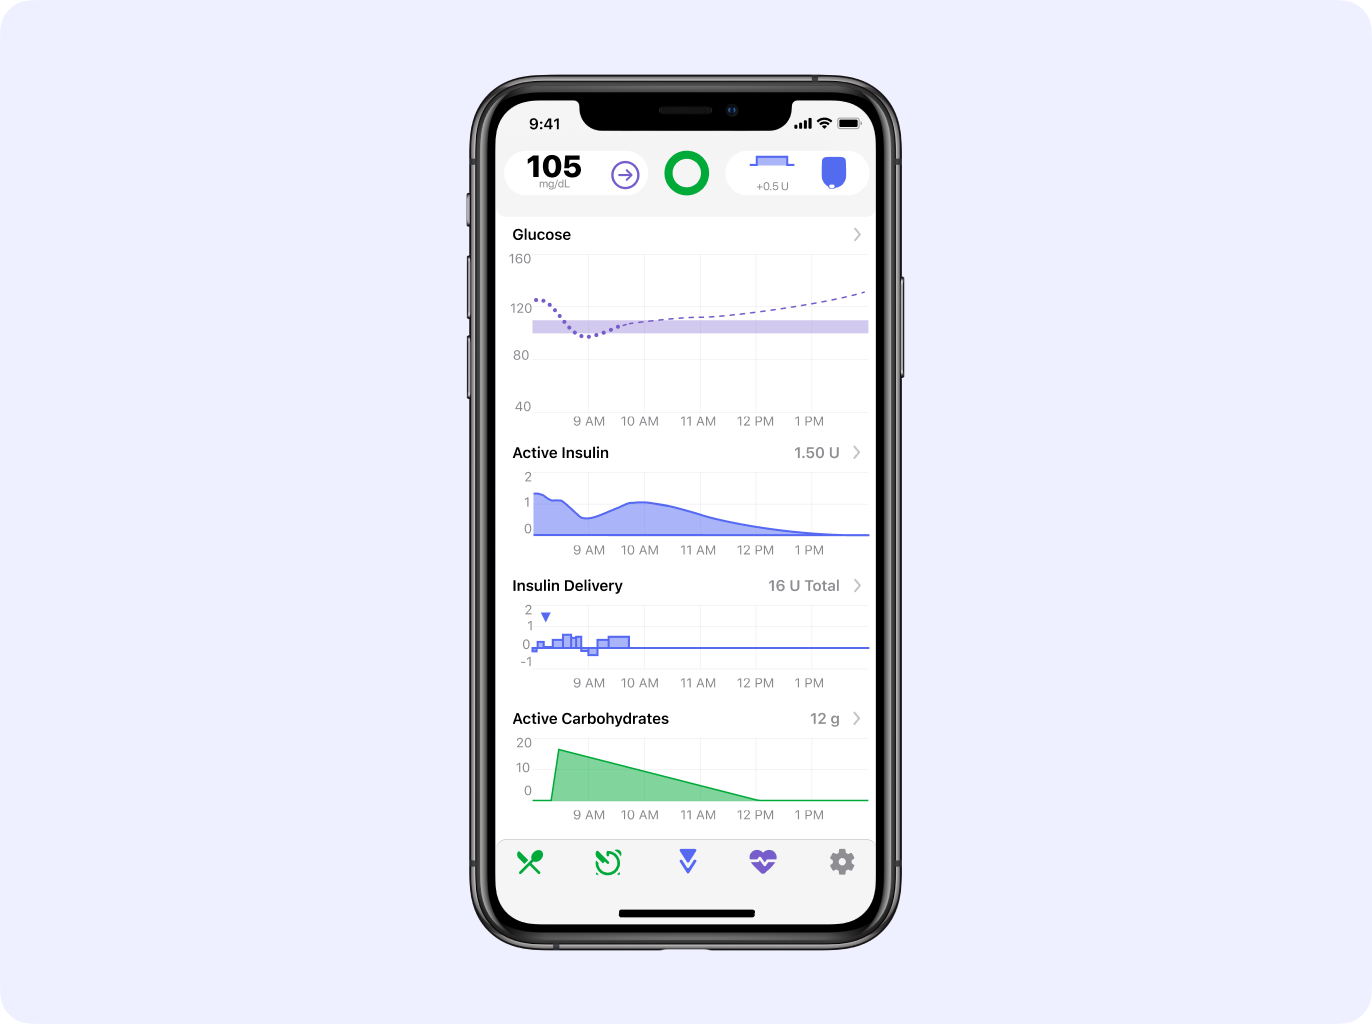 9:41
105
mg/dL
+0.5 U
Glucose
160
120
80
40
9 AM 10 AM 11 AM 12 PM 1 PM
Active Insulin 1.50 U
2
1
0
9 AM 10 AM 11 AM 12 PM 1 PM
Insulin Delivery 16 U Total
2
1
0
-1
9 AM 10 AM 11 AM 12 PM 1 PM
Active Carbohydrates 12 g
20
10
0
9 AM 10 AM 11 AM 12 PM 1 PM